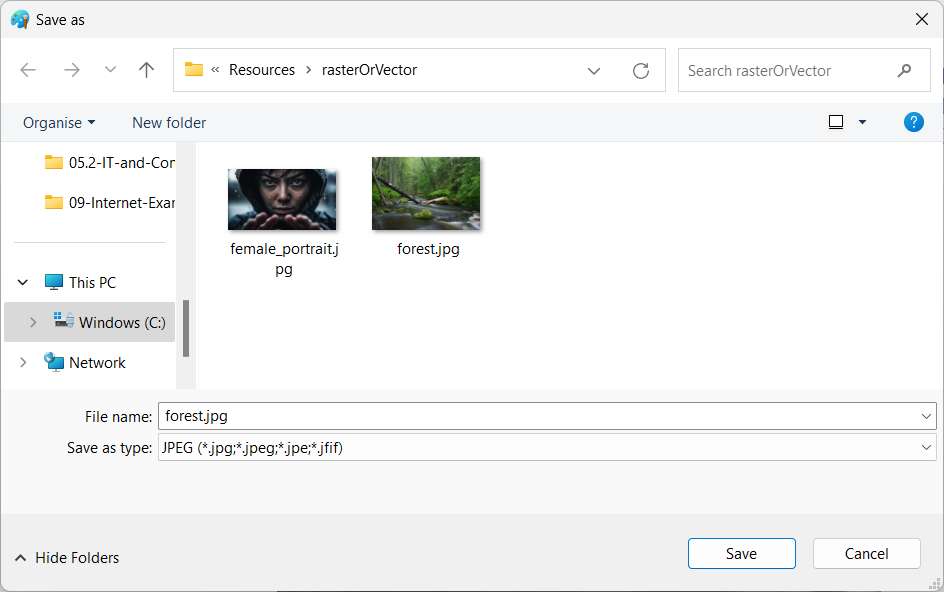 Save as
« Resources › rasterOrVector
Search rasterOrVector
Organise
New folder
?
05.2-IT-and-Con
09-Internet-Exar
This PC
Windows (C:)
Network
female_portrait.j
pg
forest.jpg
File name: forest.jpg
Save as type: JPEG (*.jpg;*.jpeg;*.jpe;*.jfif)
Hide Folders
Save
Cancel